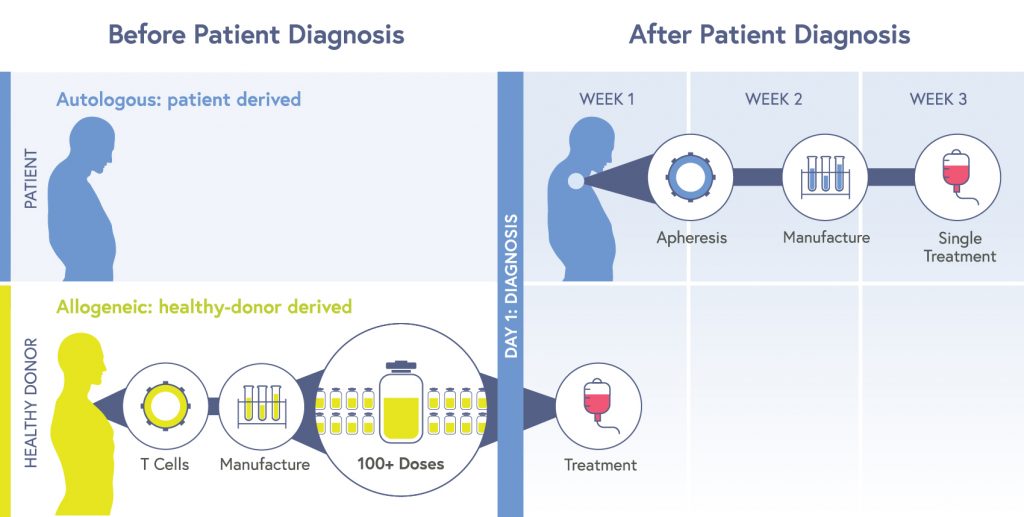 Before Patient Diagnosis
After Patient Diagnosis
Autologous: patient derived
PATIENT
WEEK 1
WEEK 2
WEEK 3
Apheresis
Manufacture
Single
Treatment
DAY 1: DIAGNOSIS
Allogeneic: healthy-donor derived
HEALTHY DONOR
T Cells
Manufacture
100+ Doses
Treatment